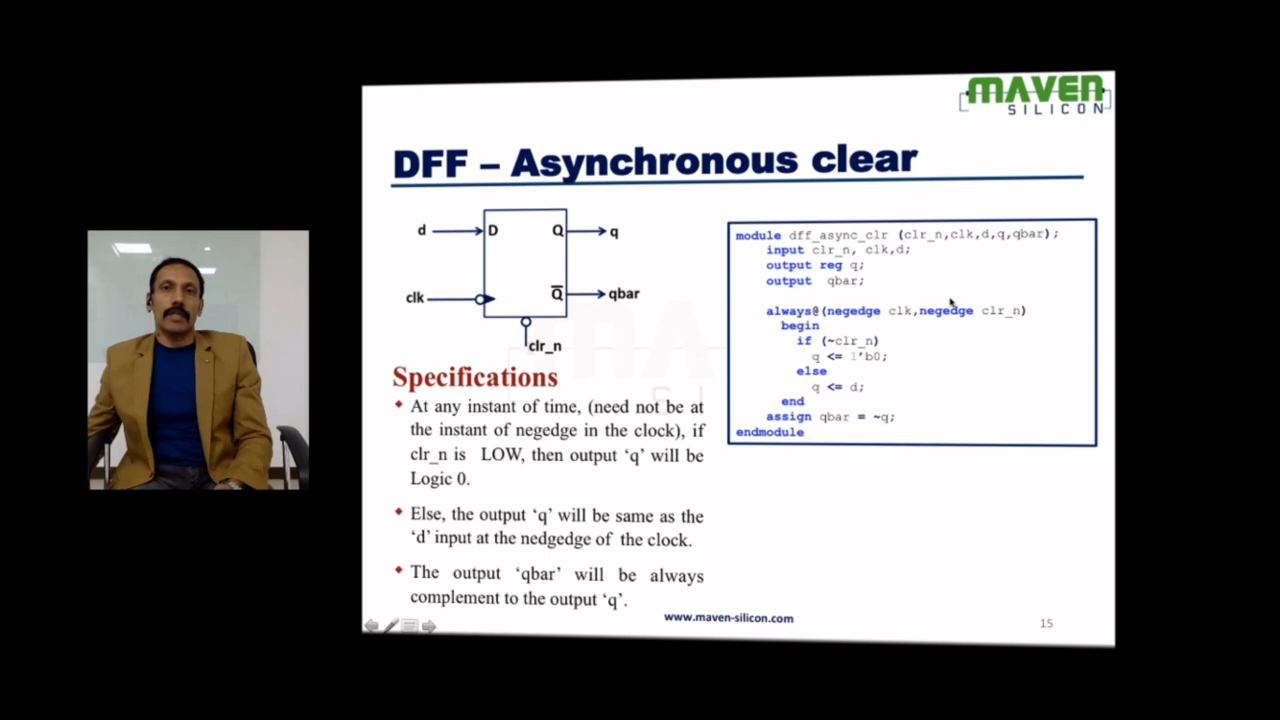 MAVEN
SILICON
DFF – Asynchronous clear
d D Q q
clk Q qbar
clr_n
Specifications
At any instant of time, (need not be at
the instant of negedge in the clock), if
clr_n is LOW, then output ‘q’ will be
Logic 0.
Else, the output ‘q’ will be same as the
‘d’ input at the nedgedge of the clock.
The output ‘qbar’ will be always
complement to the output ‘q’.
module dff_async_clr (clr_n,clk,d,q,qbar);
input clr_n, clk,d;
output reg q;
output qbar;
always@(negedge clk,negedge clr_n)
begin
if (~clr_n)
q <= 1’b0;
else
q <= d;
end
assign qbar = ~q;
endmodule
www.maven-silicon.com
15